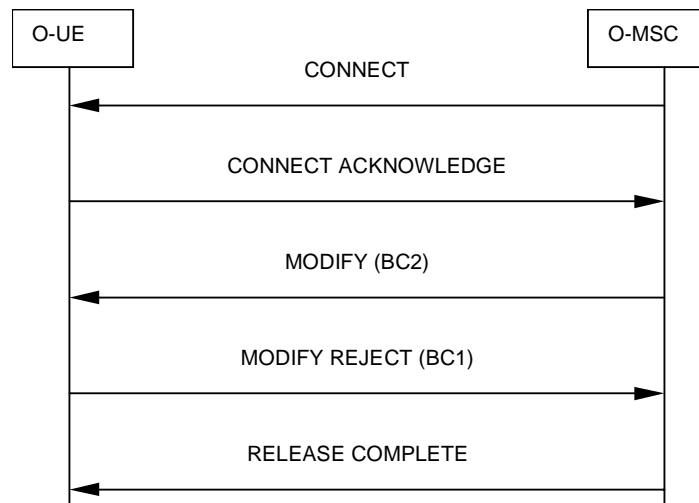 O-UE
O-MSC
CONNECT
CONNECT ACKNOWLEDGE
MODIFY (BC2)
MODIFY REJECT (BC1)
RELEASE COMPLETE